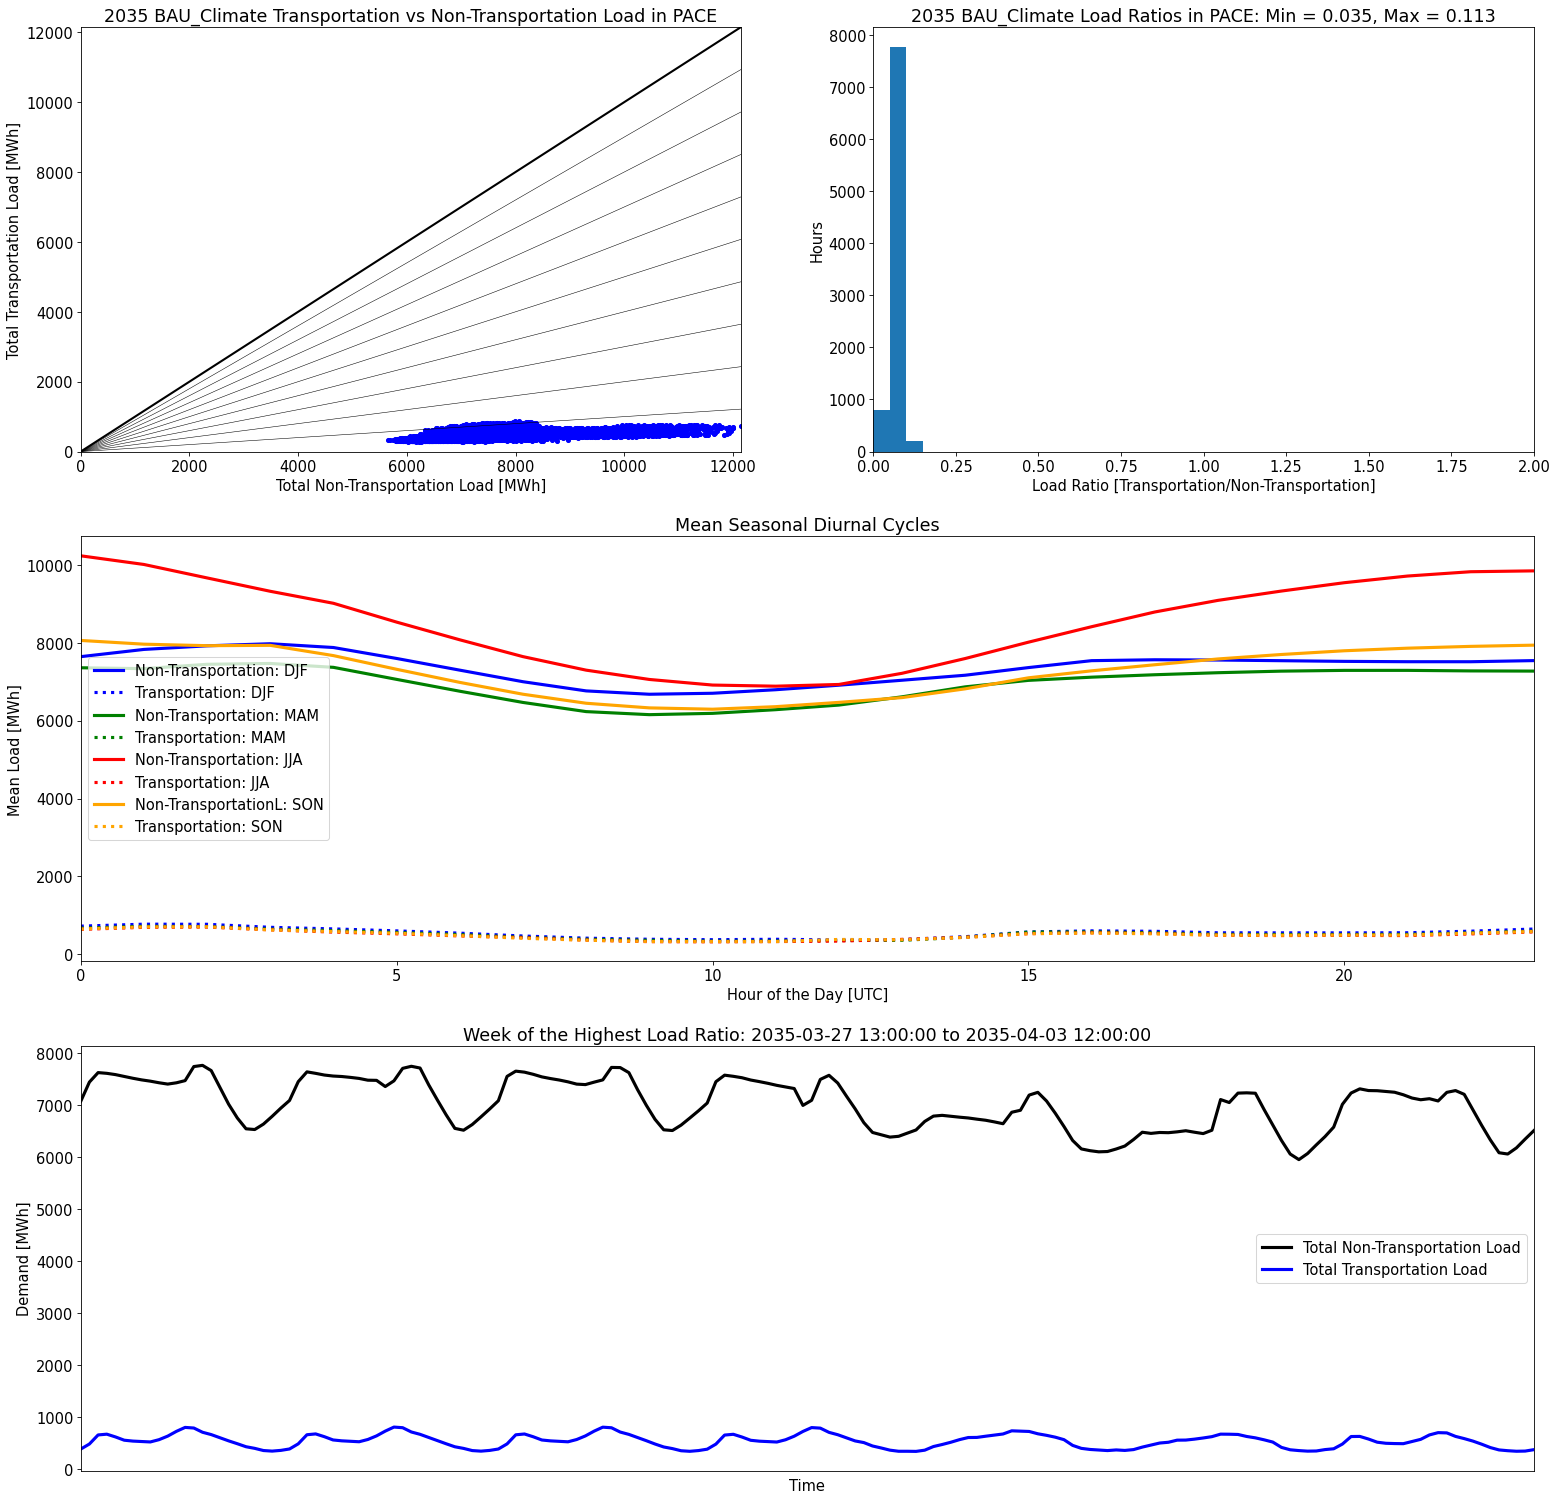 2035 BAU_Climate Transportation vs Non-Transportation Load in PACE
12000
10000
8000
6000
4000
2000
0
Total Transportation Load [MWh]
0 2000 4000 6000 8000 10000 12000
Total Non-Transportation Load [MWh]
2035 BAU_Climate Load Ratios in PACE: Min = 0.035, Max = 0.113
8000
7000
6000
5000
4000
3000
2000
1000
0
Hours
0.00 0.25 0.50 0.75 1.00 1.25 1.50 1.75 2.00
Load Ratio [Transportation/Non-Transportation]
Mean Seasonal Diurnal Cycles
10000
8000
6000
4000
2000
0
Mean Load [MWh]
Non-Transportation: DJF
Transportation: DJF
Non-Transportation: MAM
Transportation: MAM
Non-Transportation: JJA
Transportation: JJA
Non-TransportationL: SON
Transportation: SON
0 5 10 15 20
Hour of the Day [UTC]
Week of the Highest Load Ratio: 2035-03-27 13:00:00 to 2035-04-03 12:00:00
8000
7000
6000
5000
4000
3000
2000
1000
0
Demand [MWh]
Total Non-Transportation Load
Total Transportation Load
Time